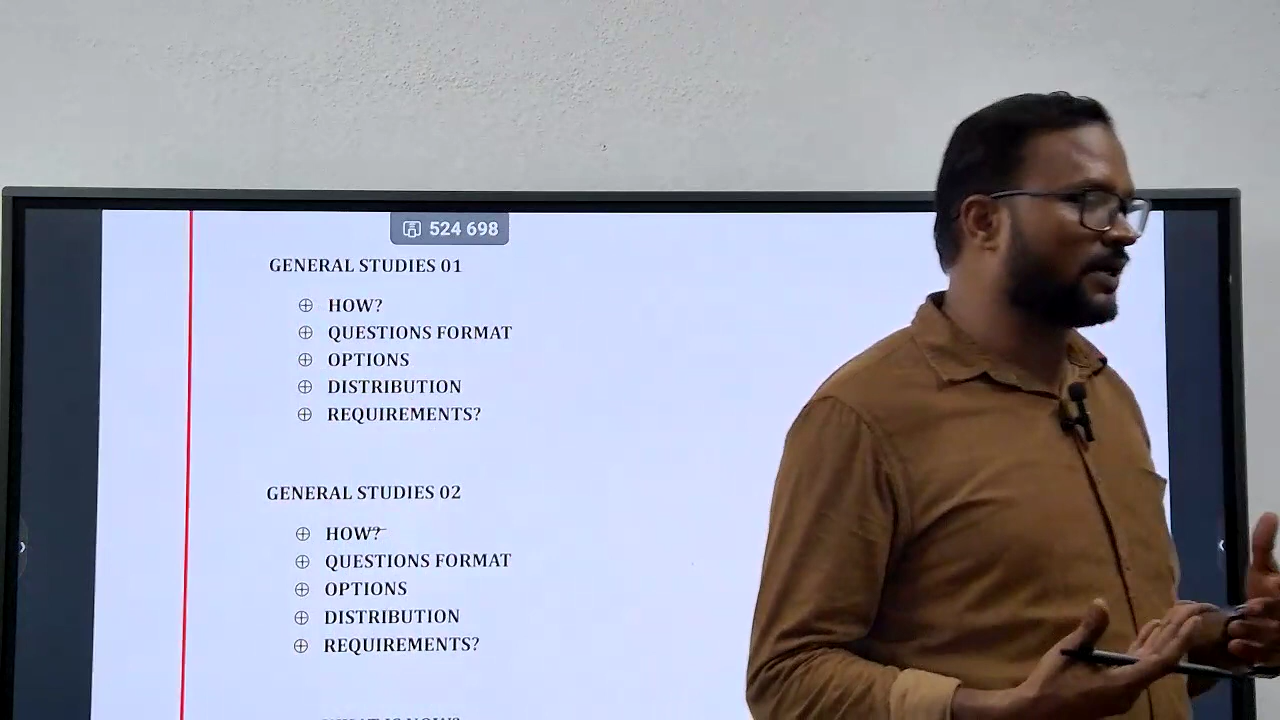 524 698
GENERAL STUDIES 01
⊕ HOW?
⊕ QUESTIONS FORMAT
⊕ OPTIONS
⊕ DISTRIBUTION
⊕ REQUIREMENTS?
GENERAL STUDIES 02
⊕ HOW?
⊕ QUESTIONS FORMAT
⊕ OPTIONS
⊕ DISTRIBUTION
⊕ REQUIREMENTS?